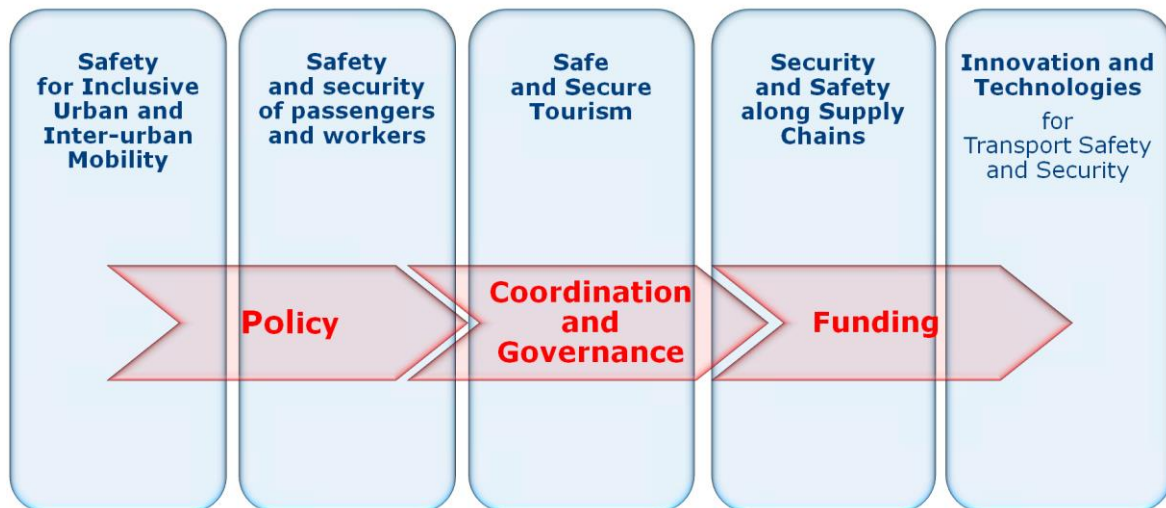 Safety
for Inclusive
Urban and
Inter-urban
Mobility
Safety
and security
of passengers
and workers
Safe
and Secure
Tourism
Security
and Safety
along Supply
Chains
Innovation and
Technologies
for
Transport Safety
and Security
Policy
Coordination
and
Governance
Funding